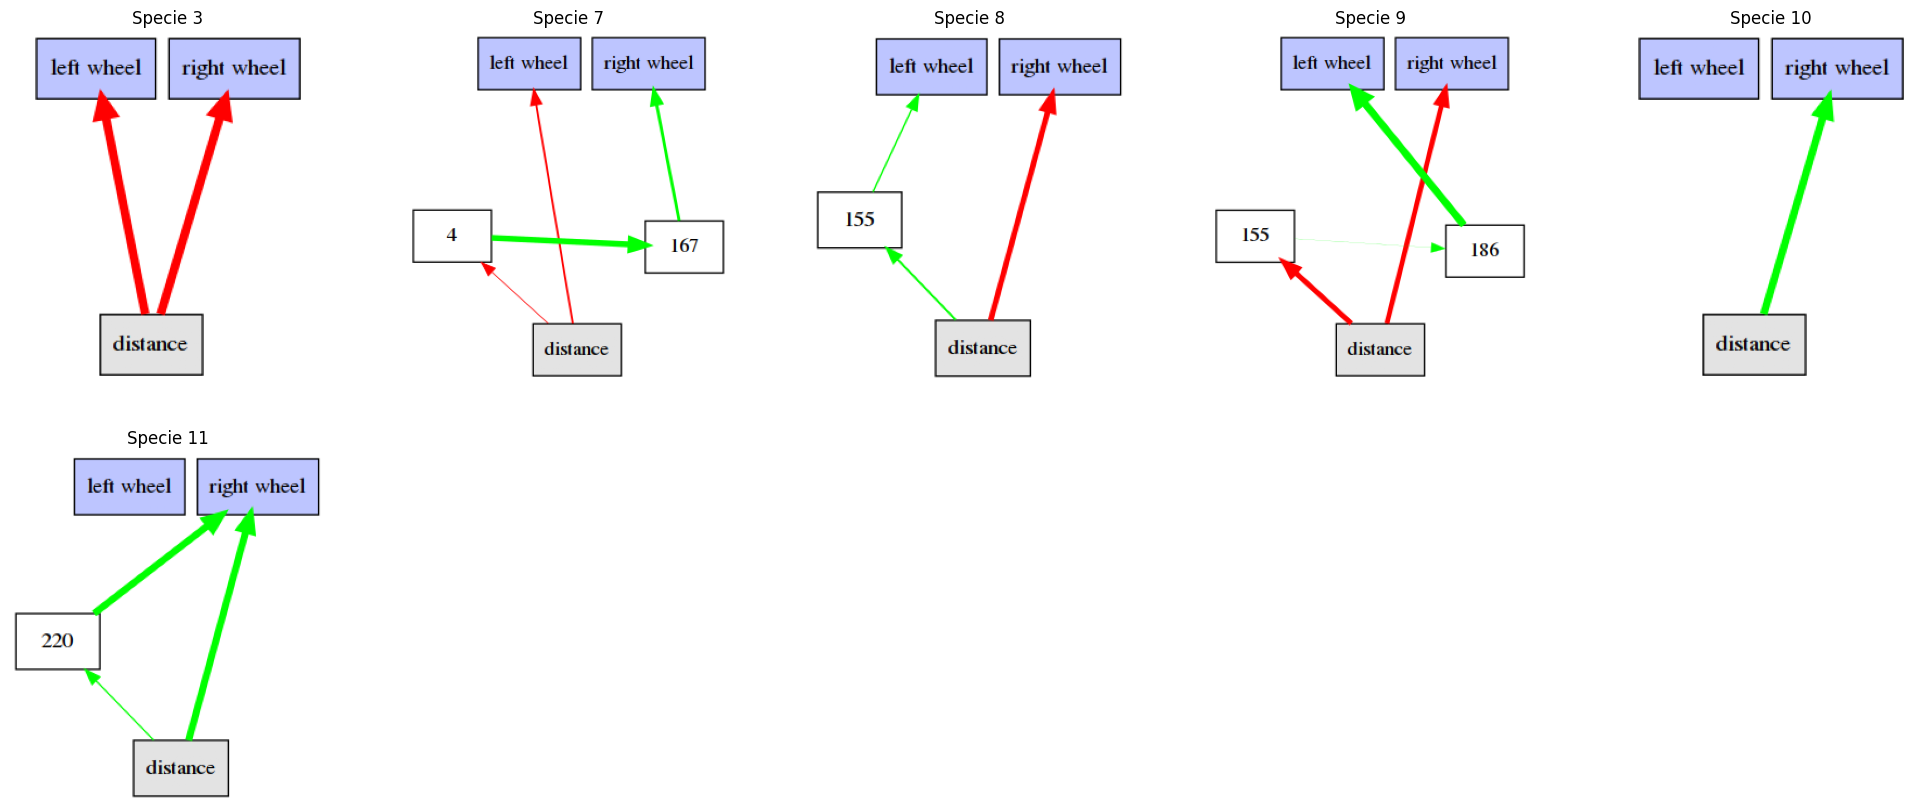 Specie 3
left wheel right wheel
distance
Specie 7
left wheel right wheel
4
167
distance
Specie 8
left wheel right wheel
155
distance
Specie 9
left wheel right wheel
155
186
distance
Specie 10
left wheel right wheel
distance
Specie 11
left wheel right wheel
220
distance